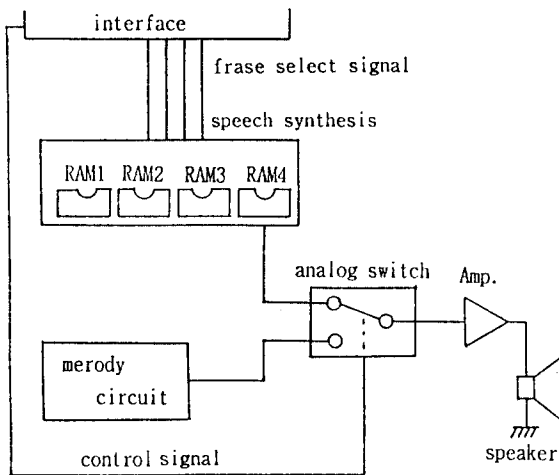 interface
frase select signal
speech synthesis
RAM1 RAM2 RAM3 RAM4
analog switch
Amp.
merody
circuit
control signal
speaker